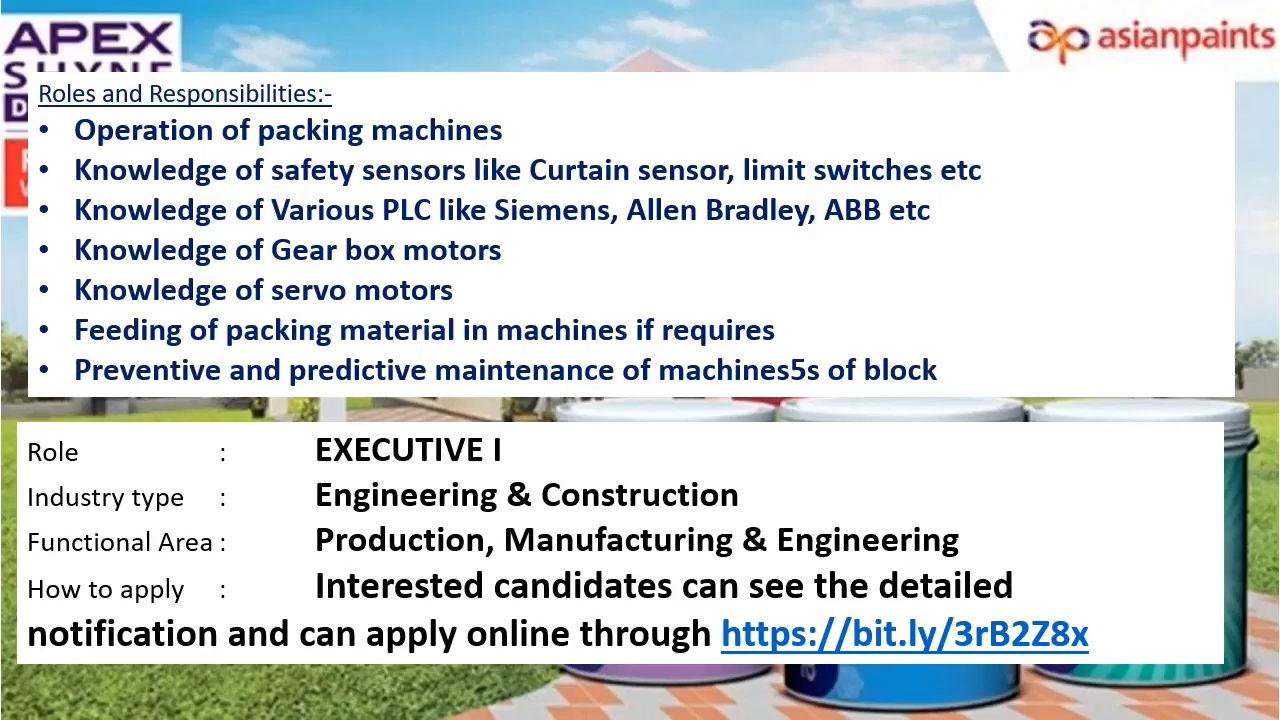 APEX
asianpaints
Roles and Responsibilities:-
• Operation of packing machines
• Knowledge of safety sensors like Curtain sensor, limit switches etc
• Knowledge of Various PLC like Siemens, Allen Bradley, ABB etc
• Knowledge of Gear box motors
• Knowledge of servo motors
• Feeding of packing material in machines if requires
• Preventive and predictive maintenance of machines5s of block
Role : EXECUTIVE I
Industry type : Engineering & Construction
Functional Area : Production, Manufacturing & Engineering
How to apply : Interested candidates can see the detailed
notification and can apply online through https://bit.ly/3rB2Z8x